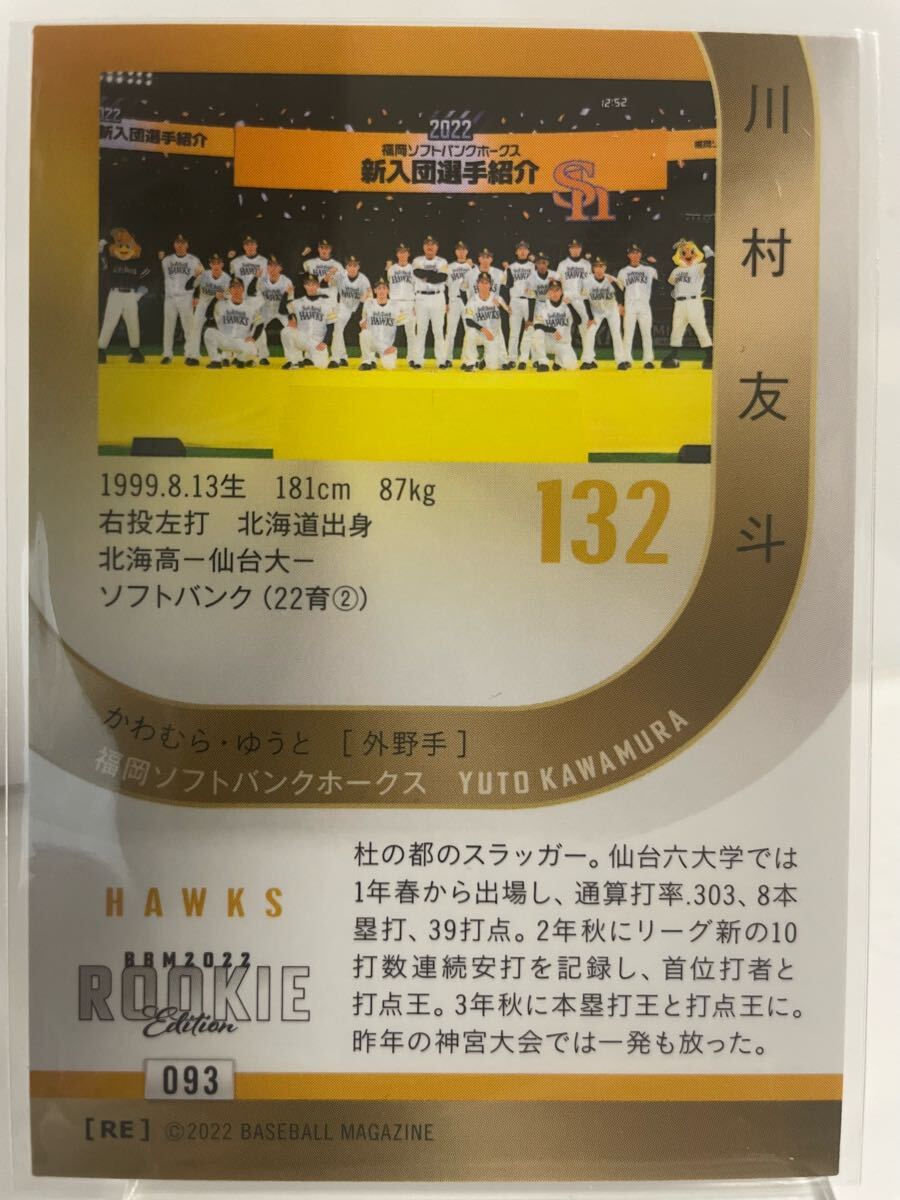 川村友斗
12:52
2022
新入団選手紹介
2022
福岡ソフトバンクホークス
新入団選手紹介
SH
HAWKS
1999.8.13生 181cm 87kg
右投左打 北海道出身
北海高－仙台大－
ソフトバンク（22育②）
132
かわむら・ゆうと [外野手]
福岡ソフトバンクホークス YUTO KAWAMURA
HAWKS
BBM2022
ROOKIE
Edition
093
杜の都のスラッガー。仙台六大学では
1年春から出場し、通算打率.303、8本
塁打、39打点。2年秋にリーグ新の10
打数連続安打を記録し、首位打者と
打点王。3年秋に本塁打王と打点王に。
昨年の神宮大会では一発も放った。
[RE] ©2022 BASEBALL MAGAZINE